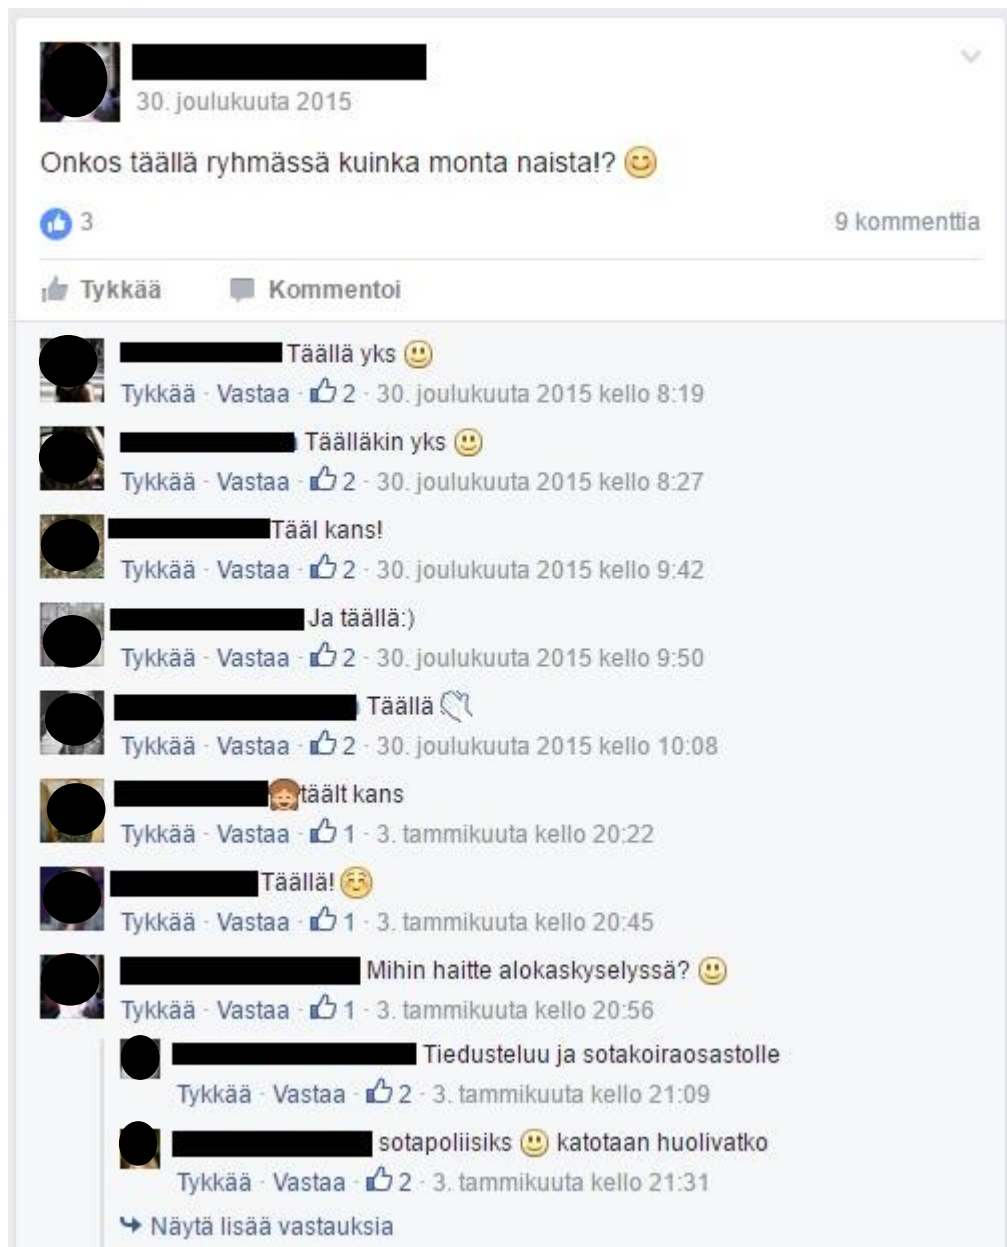 30. joulukuuta 2015
Onkos täällä ryhmässä kuinka monta naista!? 😊
3 9 kommenttia
Tykkää Kommentoi
Täällä yks 🙂
Tykkää · Vastaa · 2 · 30. joulukuuta 2015 kello 8:19
Täälläkin yks 🙂
Tykkää · Vastaa · 2 · 30. joulukuuta 2015 kello 8:27
Tääl kans!
Tykkää · Vastaa · 2 · 30. joulukuuta 2015 kello 9:42
Ja täällä:)
Tykkää · Vastaa · 2 · 30. joulukuuta 2015 kello 9:50
Täällä
Tykkää · Vastaa · 2 · 30. joulukuuta 2015 kello 10:08
täält kans
Tykkää · Vastaa · 1 · 3. tammikuuta kello 20:22
Täällä! ☺️
Tykkää · Vastaa · 1 · 3. tammikuuta kello 20:45
Mihin haitte alokaskyselyssä? 🙂
Tykkää · Vastaa · 1 · 3. tammikuuta kello 20:56
Tiedusteluu ja sotakoiraosastolle
Tykkää · Vastaa · 2 · 3. tammikuuta kello 21:09
sotapoliisiks 🙂 katotaan huolivatko
Tykkää · Vastaa · 2 · 3. tammikuuta kello 21:31
Näytä lisää vastauksia